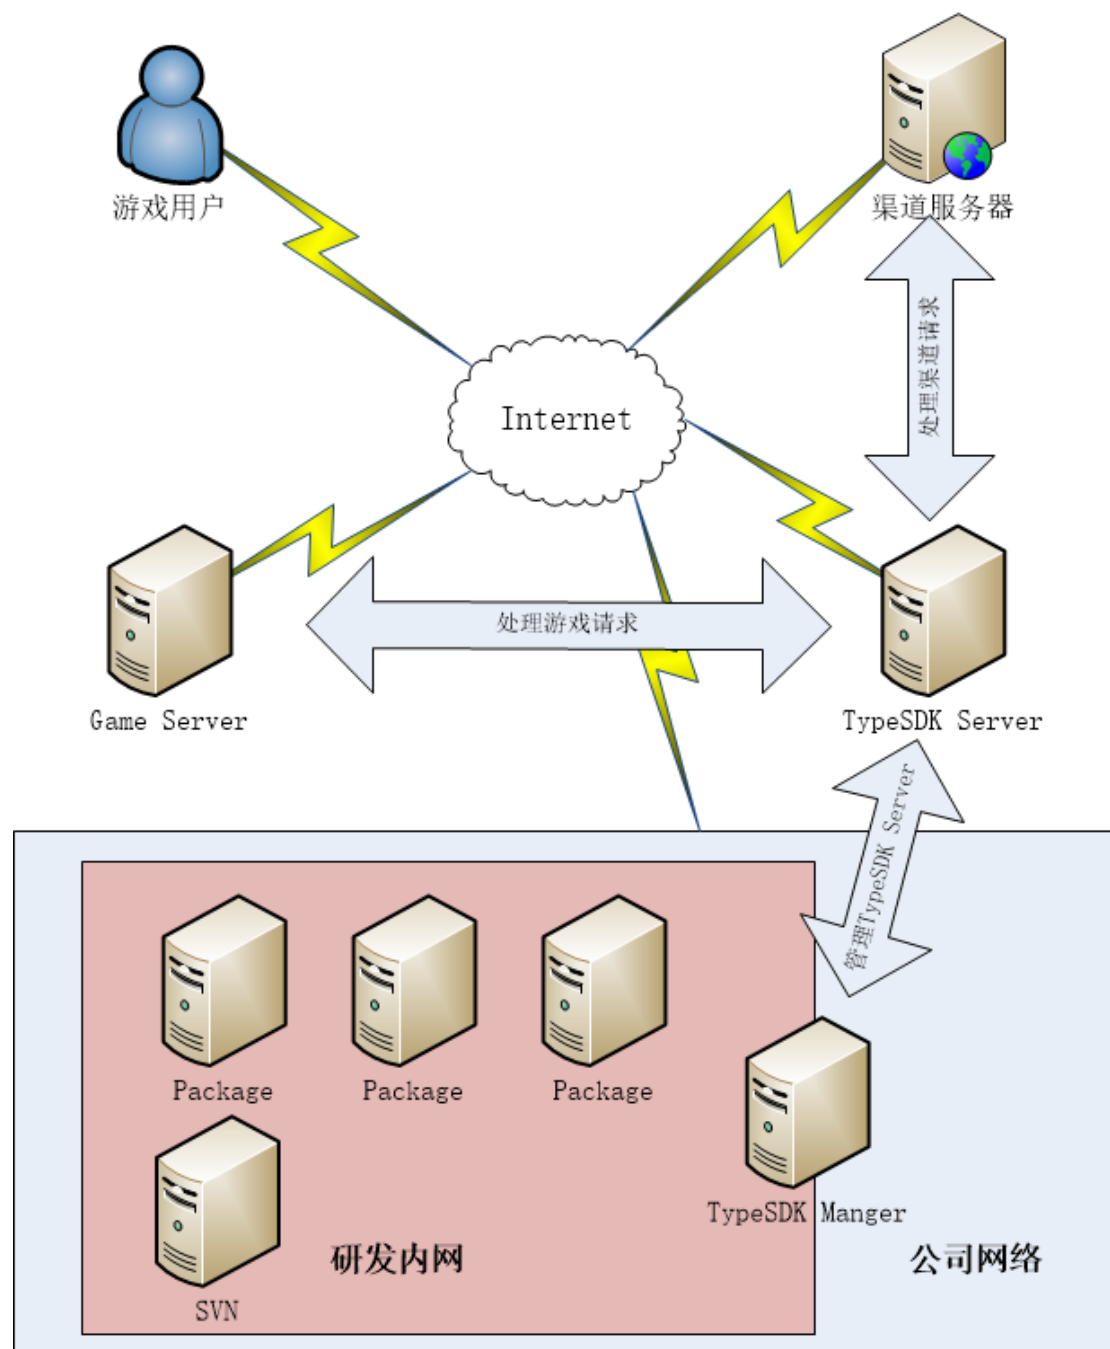 游戏用户
渠道服务器
处理渠道请求
Internet
处理游戏请求
Game Server
TypeSDK Server
管理TypeSDK Server
Package
Package
Package
TypeSDK Manger
SVN
研发内网
公司网络